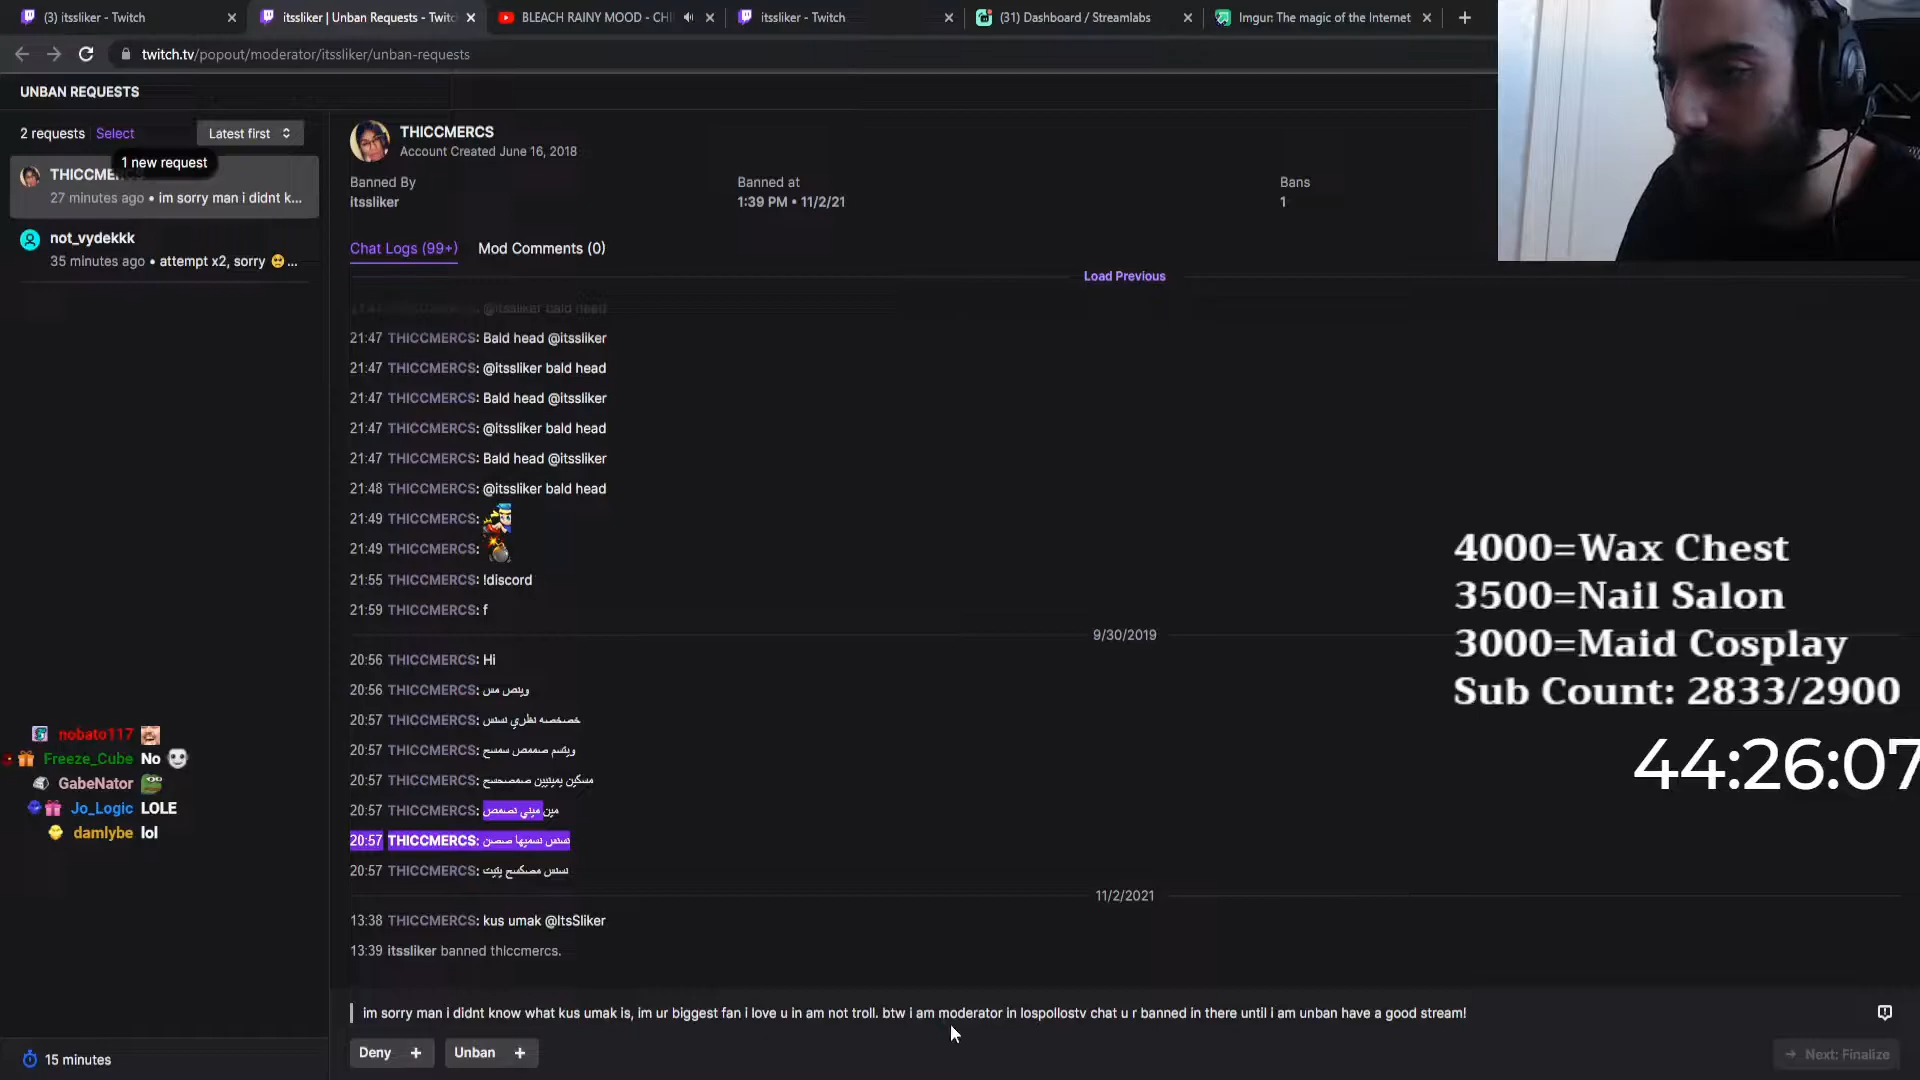 (3) itssliker - Twitch
itssliker | Unban Requests - Twitc
BLEACH RAINY MOOD - CHI
itssliker - Twitch
(31) Dashboard / Streamlabs
Imgur: The magic of the Internet
twitch.tv/popout/moderator/itssliker/unban-requests
UNBAN REQUESTS
2 requests
Select
Latest first
1 new request
THICCME
27 minutes ago • im sorry man i didnt k...
not_vydekkk
35 minutes ago • attempt x2, sorry 🥺...
THICCMERCS
Account Created June 16, 2018
Banned By
itssliker
Banned at
1:39 PM • 11/2/21
Bans
1
Chat Logs (99+)
Mod Comments (0)
Load Previous
@itssliker bald head
21:47 THICCMERCS: Bald head @itssliker
21:47 THICCMERCS: @itssliker bald head
21:47 THICCMERCS: Bald head @itssliker
21:47 THICCMERCS: @itssliker bald head
21:47 THICCMERCS: Bald head @itssliker
21:48 THICCMERCS: @itssliker bald head
21:49 THICCMERCS:
21:49 THICCMERCS:
21:55 THICCMERCS: !discord
21:59 THICCMERCS: f
9/30/2019
20:56 THICCMERCS: Hi
20:56 THICCMERCS:
20:57 THICCMERCS:
20:57 THICCMERCS:
20:57 THICCMERCS: مسكين
20:57 THICCMERCS: مين ميني نصمص
20:57 THICCMERCS:
20:57 THICCMERCS:
11/2/2021
13:38 THICCMERCS: kus umak @ItsSliker
13:39 itssliker banned thiccmercs.
im sorry man i didnt know what kus umak is, im ur biggest fan i love u in am not troll. btw i am moderator in lospollostv chat u r banned in there until i am unban have a good stream!
Deny +
Unban +
Next: Finalize
15 minutes
nobato117
Freeze_Cube No
GabeNator
Jo_Logic LOLE
damlybe lol
4000=Wax Chest
3500=Nail Salon
3000=Maid Cosplay
Sub Count: 2833/2900
44:26:07